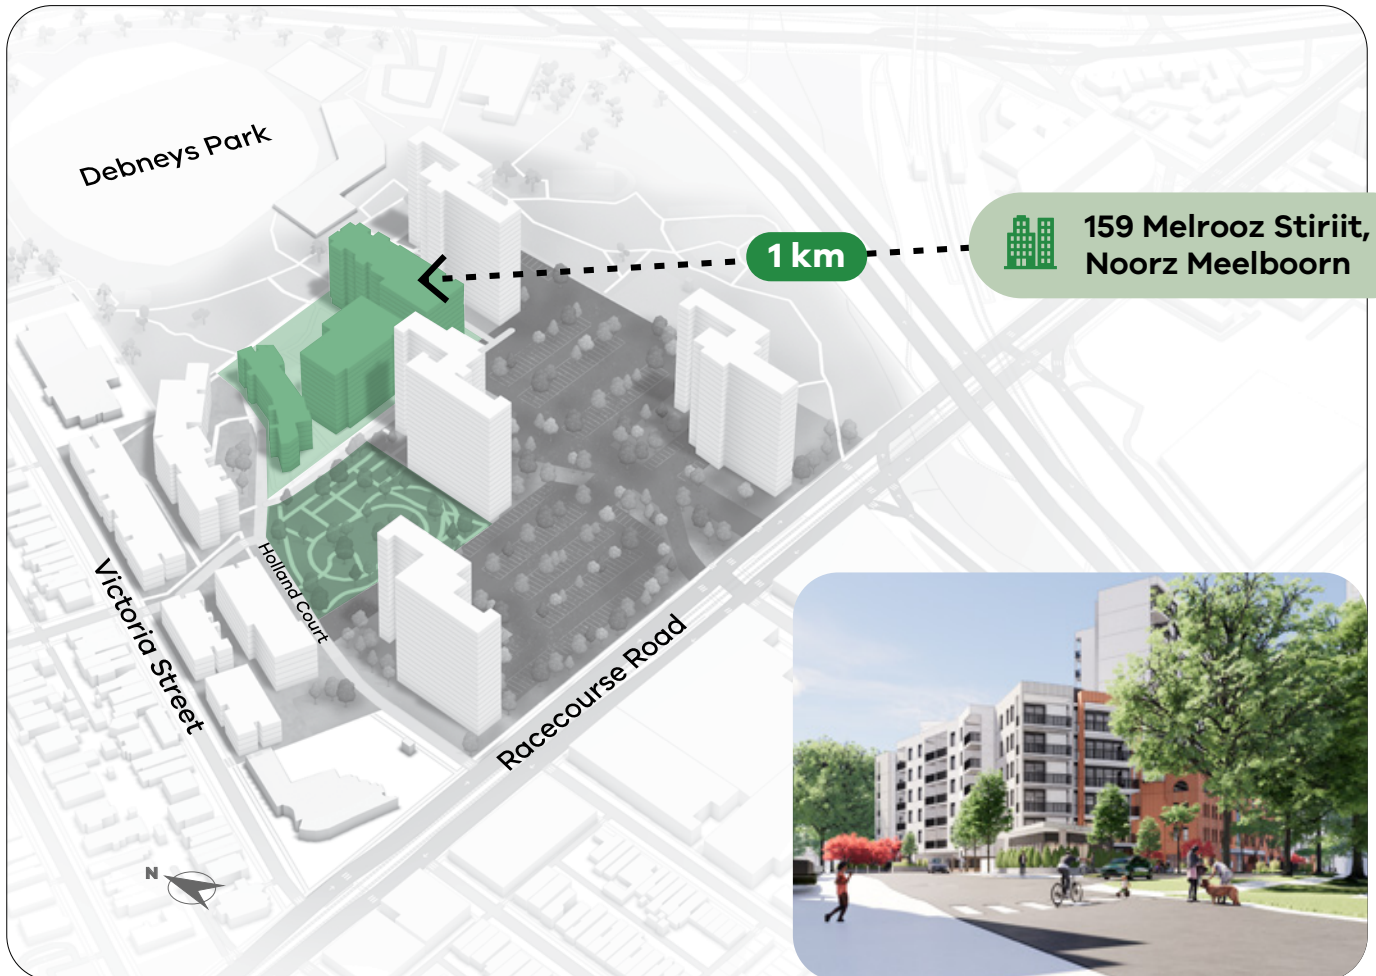 Debneys Park
1 km
159 Melrooz Stiriit,
Noorz Meelboorn
Holland Court
Victoria Street
Racecourse Road
N